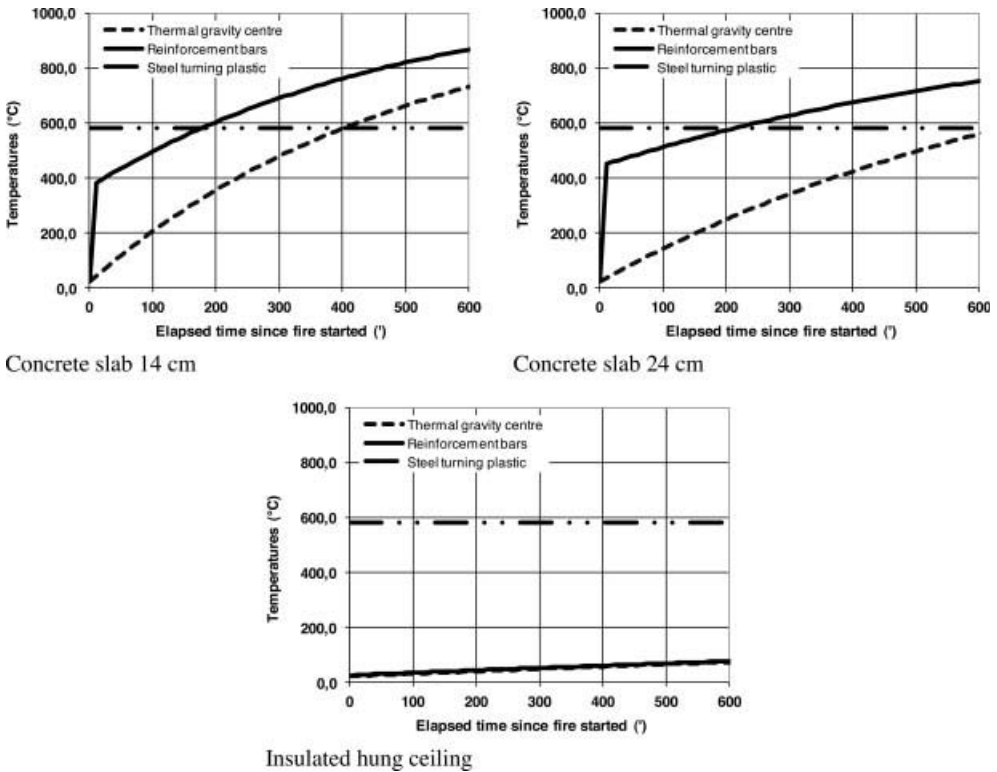 1000,0
800,0
600,0
400,0
200,0
0,0
Temperatures (°C)
Thermal gravity centre
Reinforcement bars
Steel turning plastic
0 100 200 300 400 500 600
Elapsed time since fire started (')
Concrete slab 14 cm
1000,0
800,0
600,0
400,0
200,0
0,0
Temperatures (°C)
Thermal gravity centre
Reinforcement bars
Steel turning plastic
0 100 200 300 400 500 600
Elapsed time since fire started (')
Concrete slab 24 cm
1000,0
800,0
600,0
400,0
200,0
0,0
Temperatures (°C)
Thermal gravity centre
Reinforcement bars
Steel turning plastic
0 100 200 300 400 500 600
Elapsed time since fire started (')
Insulated hung ceiling